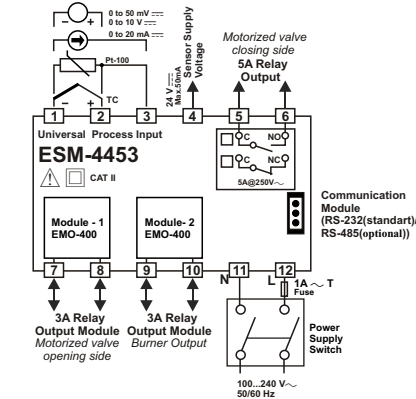 0 to 50 mV
0 to 10 V
0 to 20 mA
Pt-100
TC
24 V
Max.50mA
Sensor Supply
Voltage
Motorized valve
closing side
5A Relay
Output
1 2 3 4 5 6
Universal Process Input
ESM-4453
CAT II
C NO
C NC
5A@250V
Module - 1
EMO-400
Module- 2
EMO-400
Communication
Module
(RS-232(standart)/
RS-485(optional))
7 8 9 10 11 12
N L
1A T
Fuse
3A Relay
Output Module
Motorized valve
opening side
3A Relay
Output Module
Burner Output
Power
Supply
Switch
100...240 V
50/60 Hz